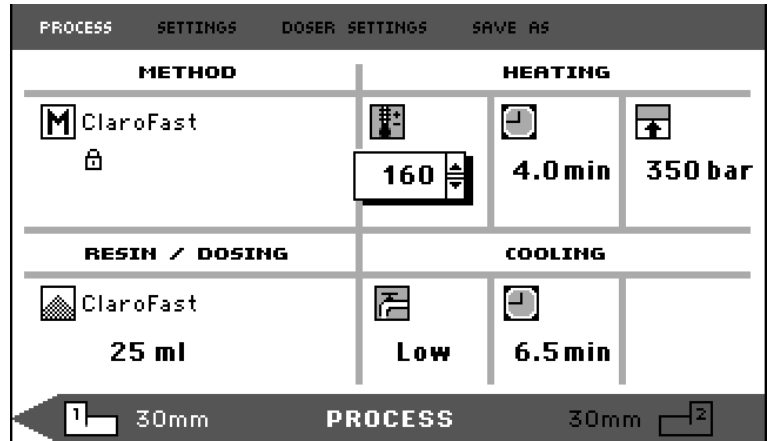 PROCESS SETTINGS DOSER SETTINGS SAVE AS
METHOD HEATING
M ClaroFast
160 4.0 min 350 bar
RESIN / DOSING COOLING
ClaroFast
25 ml Low 6.5 min
1 30mm PROCESS 30mm 2